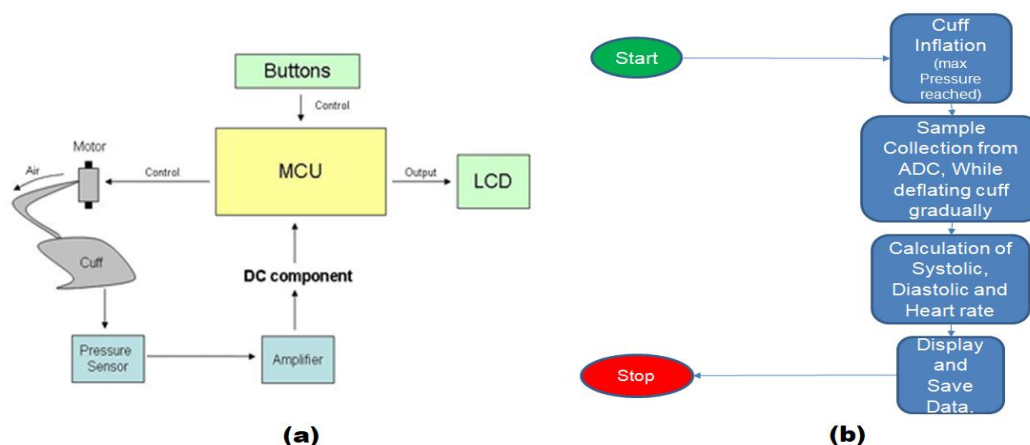 Buttons
Control
Motor
Air
Control
MCU
Output
LCD
Cuff
DC component
Pressure
Sensor
Amplifier
(a)
Start
Cuff
Inflation
(max
Pressure
reached)
Sample
Collection from
ADC, While
deflating cuff
gradually
Calculation of
Systolic,
Diastolic and
Heart rate
Display
and
Save
Data.
Stop
(b)